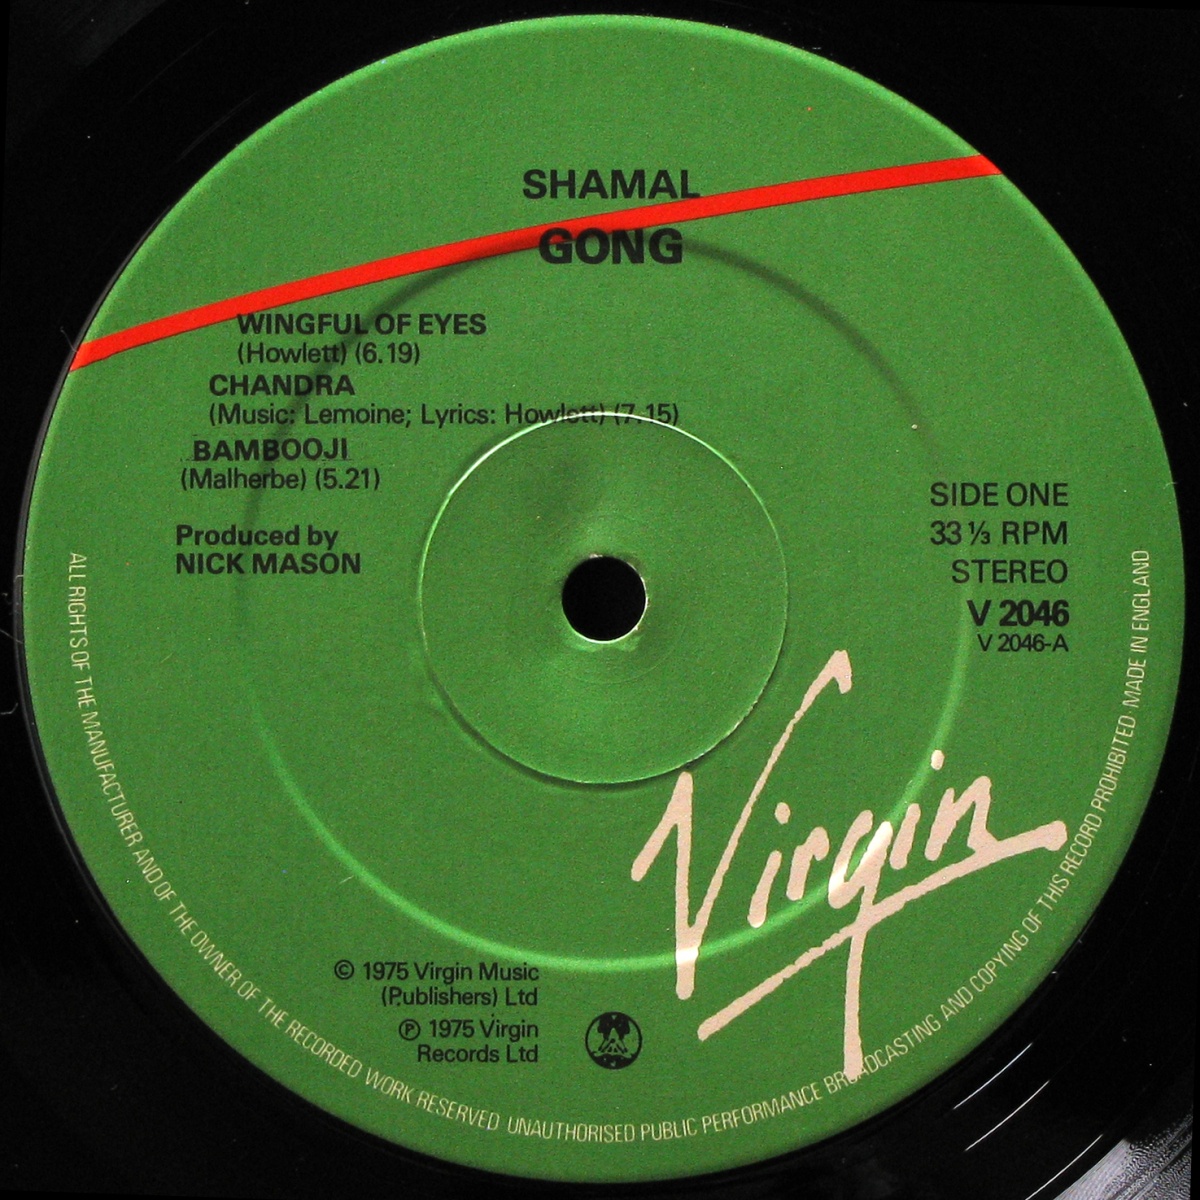 SHAMAL
GONG
WINGFUL OF EYES
(Howlett) (6.19)
CHANDRA
(Music: Lemoine; Lyrics: Howlett) (7.15)
BAMBOOJI
(Malherbe) (5.21)
Produced by
NICK MASON
SIDE ONE
33 ⅓ RPM
STEREO
V 2046
V 2046-A
Virgin
© 1975 Virgin Music
(Publishers) Ltd
℗ 1975 Virgin
Records Ltd
ALL RIGHTS OF THE MANUFACTURER AND OF THE OWNER OF THE RECORDED WORK RESERVED UNAUTHORISED PUBLIC PERFORMANCE BROADCASTING AND COPYING OF THIS RECORD PROHIBITED · MADE IN ENGLAND